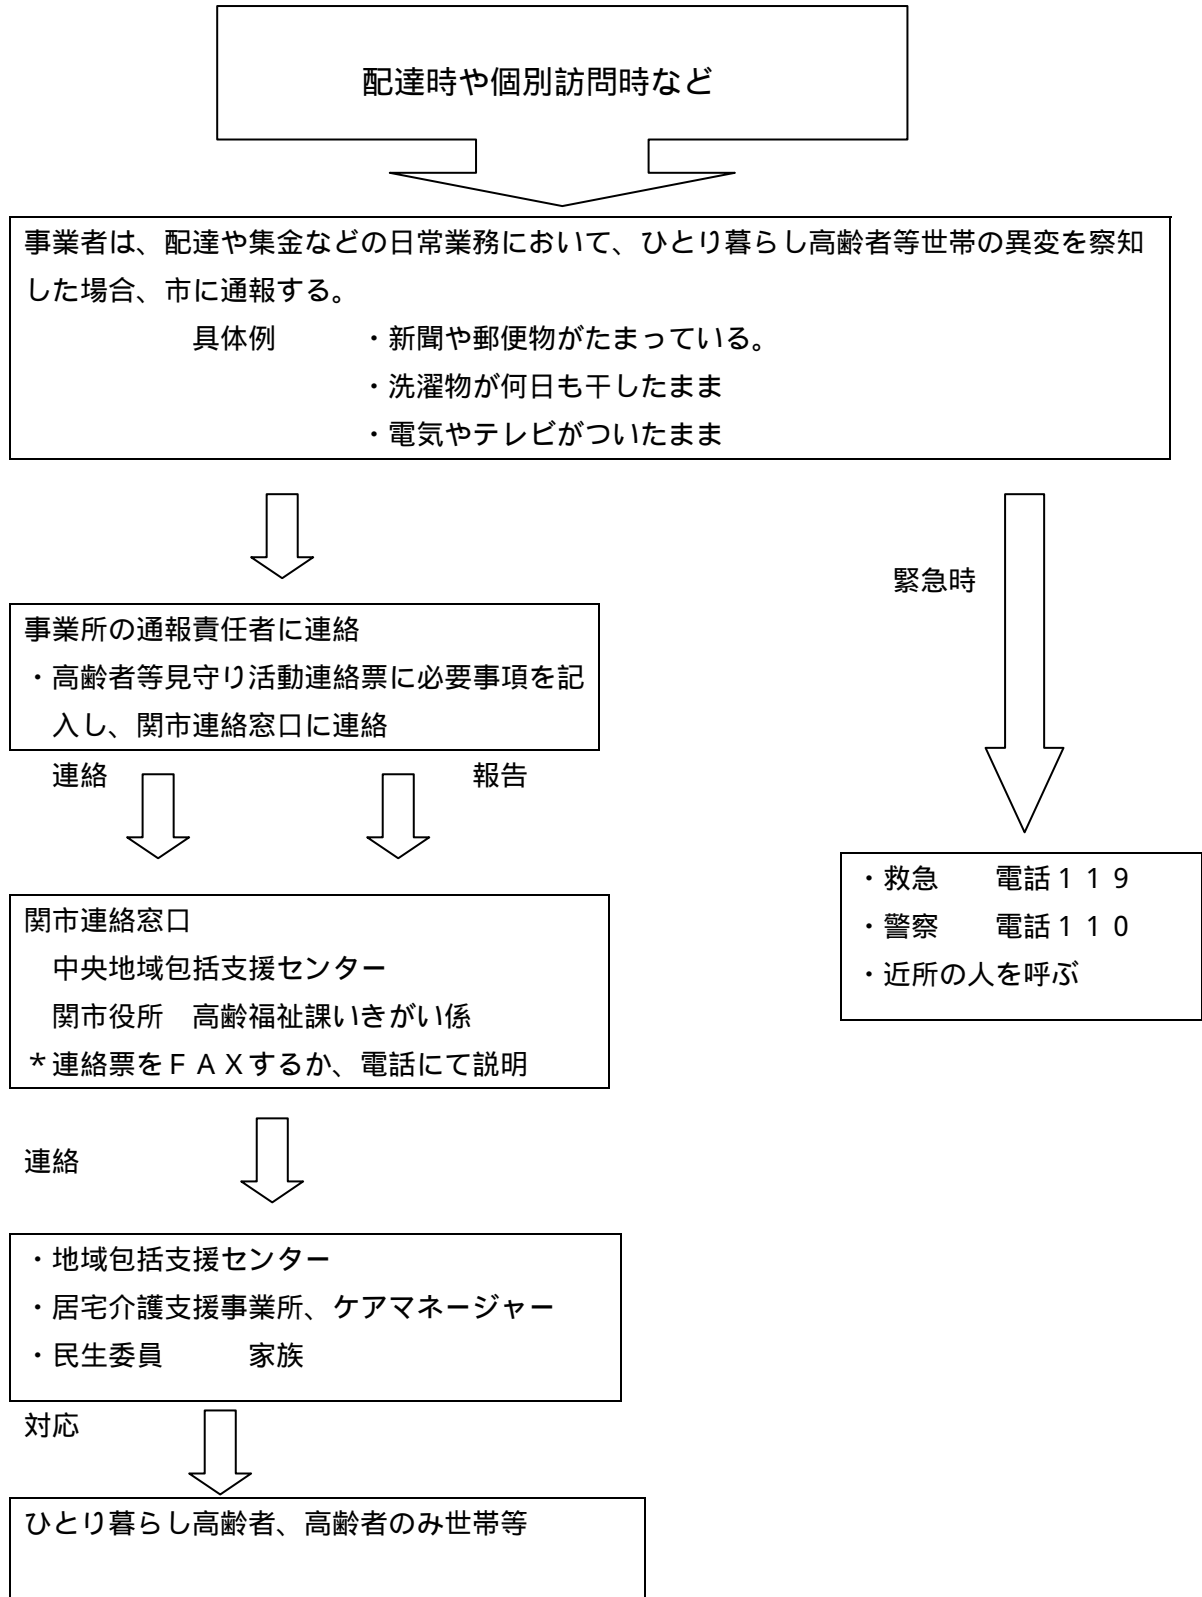 配達時や個別訪問時など
事業者は、配達や集金などの日常業務において、ひとり暮らし高齢者等世帯の異変を察知
した場合、市に通報する。
具体例　　　・新聞や郵便物がたまっている。
・洗濯物が何日も干したまま
・電気やテレビがついたまま
緊急時
事業所の通報責任者に連絡
・高齢者等見守り活動連絡票に必要事項を記
入し、関市連絡窓口に連絡
連絡　　　報告
・救急　　電話１１９
・警察　　電話１１０
・近所の人を呼ぶ
関市連絡窓口
中央地域包括支援センター
関市役所　高齢福祉課いきがい係
＊連絡票をＦＡＸするか、電話にて説明
連絡
・地域包括支援センター
・居宅介護支援事業所、ケアマネージャー
・民生委員　　　家族
対応
ひとり暮らし高齢者、高齢者のみ世帯等